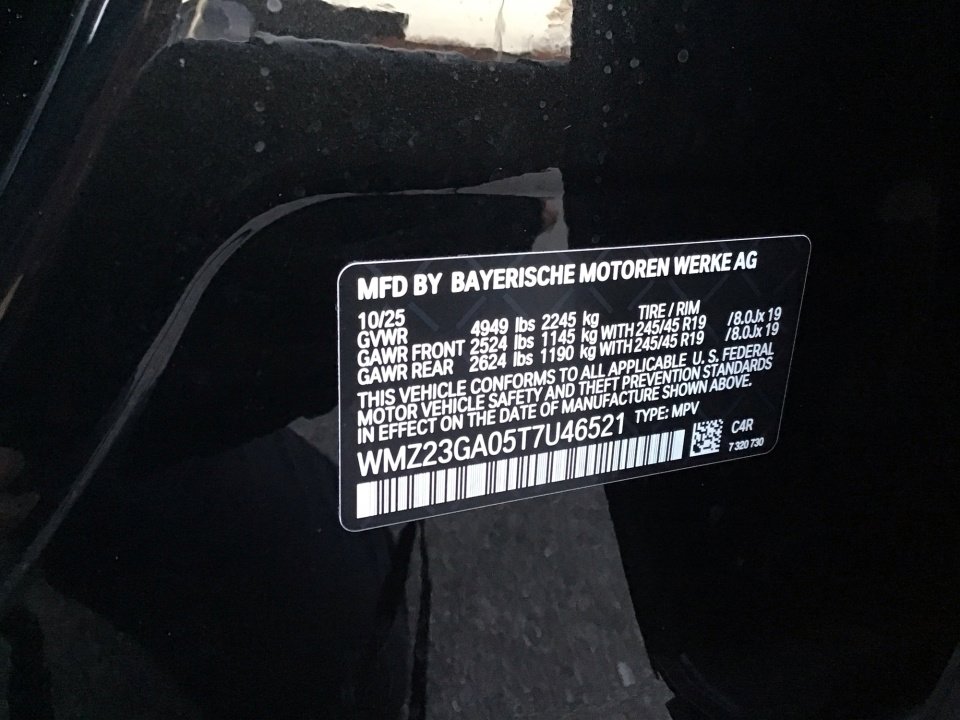 MFD BY BAYERISCHE MOTOREN WERKE AG
10/25 TIRE / RIM
GVWR 4949 lbs 2245 kg
GAWR FRONT 2524 lbs 1145 kg WITH 245/45 R19 /8.0Jx 19
GAWR REAR 2624 lbs 1190 kg WITH 245/45 R19 /8.0Jx 19
THIS VEHICLE CONFORMS TO ALL APPLICABLE U.S. FEDERAL
MOTOR VEHICLE SAFETY AND THEFT PREVENTION STANDARDS
IN EFFECT ON THE DATE OF MANUFACTURE SHOWN ABOVE.
WMZ23GA05T7U46521 TYPE: MPV
C4R
7 320 730